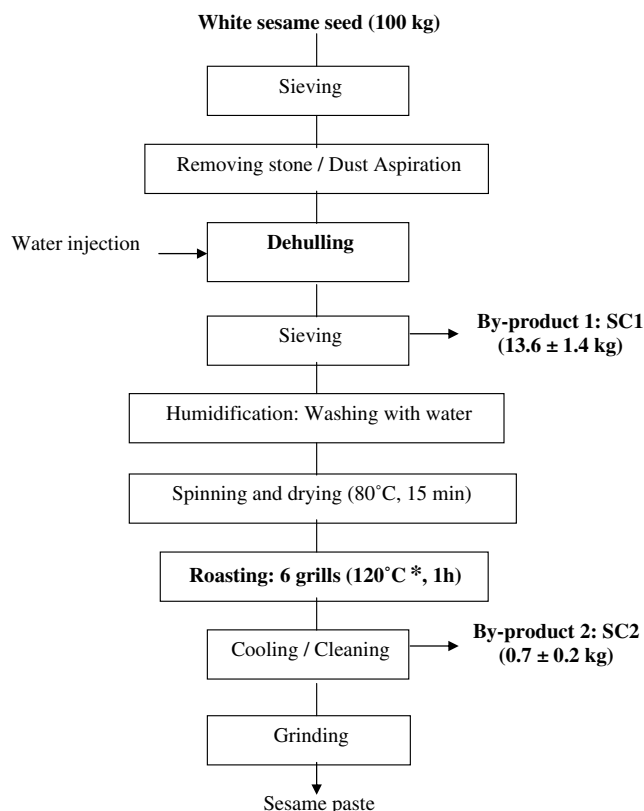 White sesame seed (100 kg)
Sieving
Removing stone / Dust Aspiration
Water injection
Dehulling
Sieving
By-product 1: SC1
(13.6 ± 1.4 kg)
Humidification: Washing with water
Spinning and drying (80˚C, 15 min)
Roasting: 6 grills (120˚C *, 1h)
Cooling / Cleaning
By-product 2: SC2
(0.7 ± 0.2 kg)
Grinding
Sesame paste